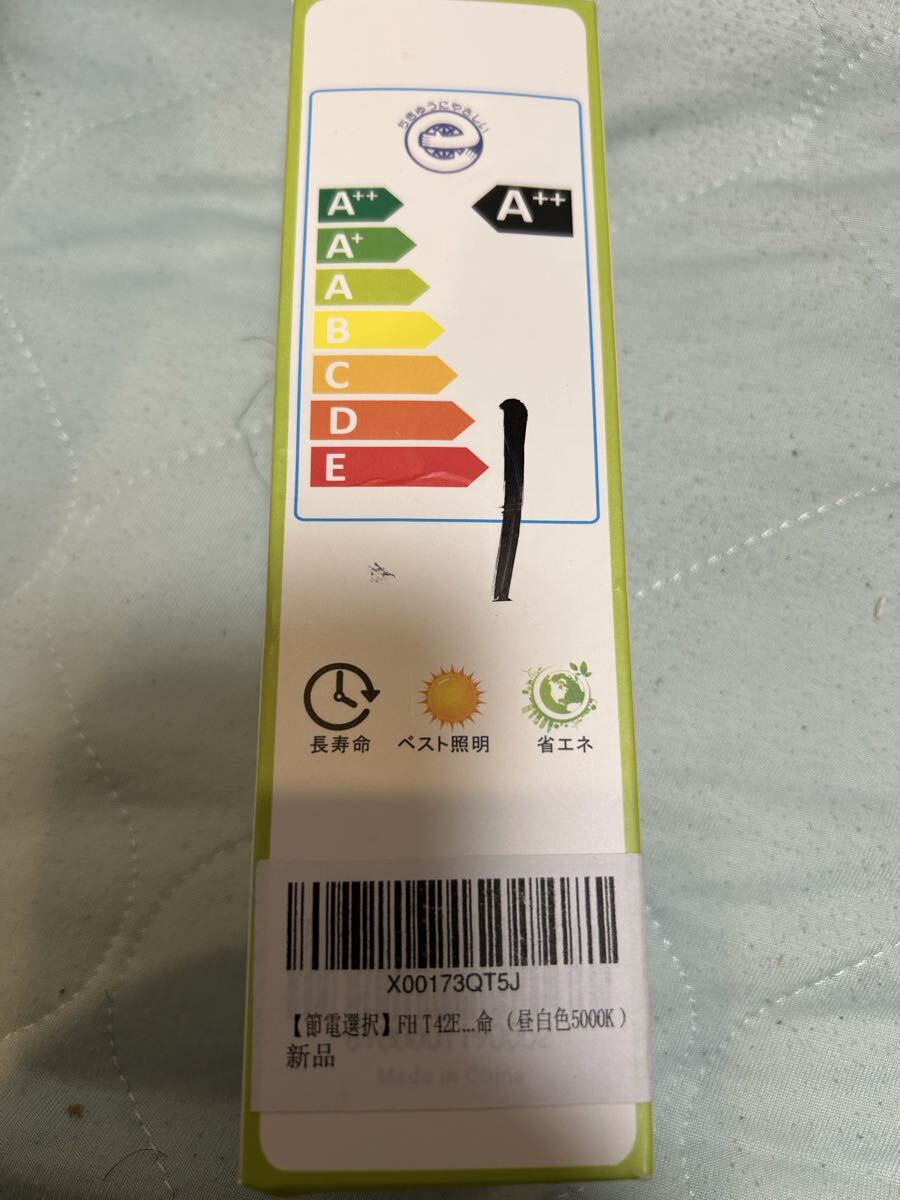 ちきゅうにやさしい
A++
A++
A+
A
B
C
D
E
長寿命
ベスト照明
省エネ
X00173QT5J
【節電選択】FHT42E...命（昼白色5000K）
新品
Made in China